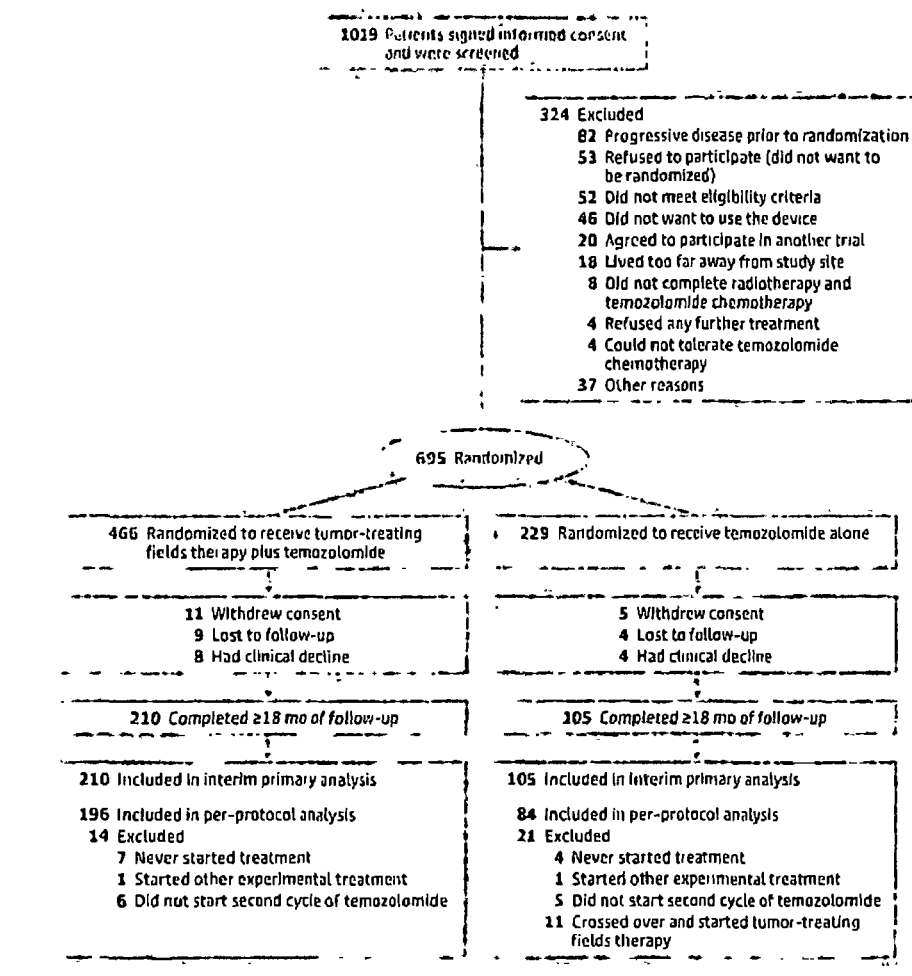 1019 Patients signed informed consent
and were screened
324 Excluded
82 Progressive disease prior to randomization
53 Refused to participate (did not want to
be randomized)
52 Did not meet eligibility criteria
46 Did not want to use the device
20 Agreed to participate in another trial
18 Lived too far away from study site
8 Did not complete radiotherapy and
temozolomide chemotherapy
4 Refused any further treatment
4 Could not tolerate temozolomide
chemotherapy
37 Other reasons
695 Randomized
466 Randomized to receive tumor-treating
fields therapy plus temozolomide
229 Randomized to receive temozolomide alone
11 Withdrew consent
9 Lost to follow-up
8 Had clinical decline
5 Withdrew consent
4 Lost to follow-up
4 Had clinical decline
210 Completed ≥18 mo of follow-up
105 Completed ≥18 mo of follow-up
210 Included in interim primary analysis
196 Included in per-protocol analysis
14 Excluded
7 Never started treatment
1 Started other experimental treatment
6 Did not start second cycle of temozolomide
105 Included in interim primary analysis
84 Included in per-protocol analysis
21 Excluded
4 Never started treatment
1 Started other experimental treatment
5 Did not start second cycle of temozolomide
11 Crossed over and started tumor-treating
fields therapy